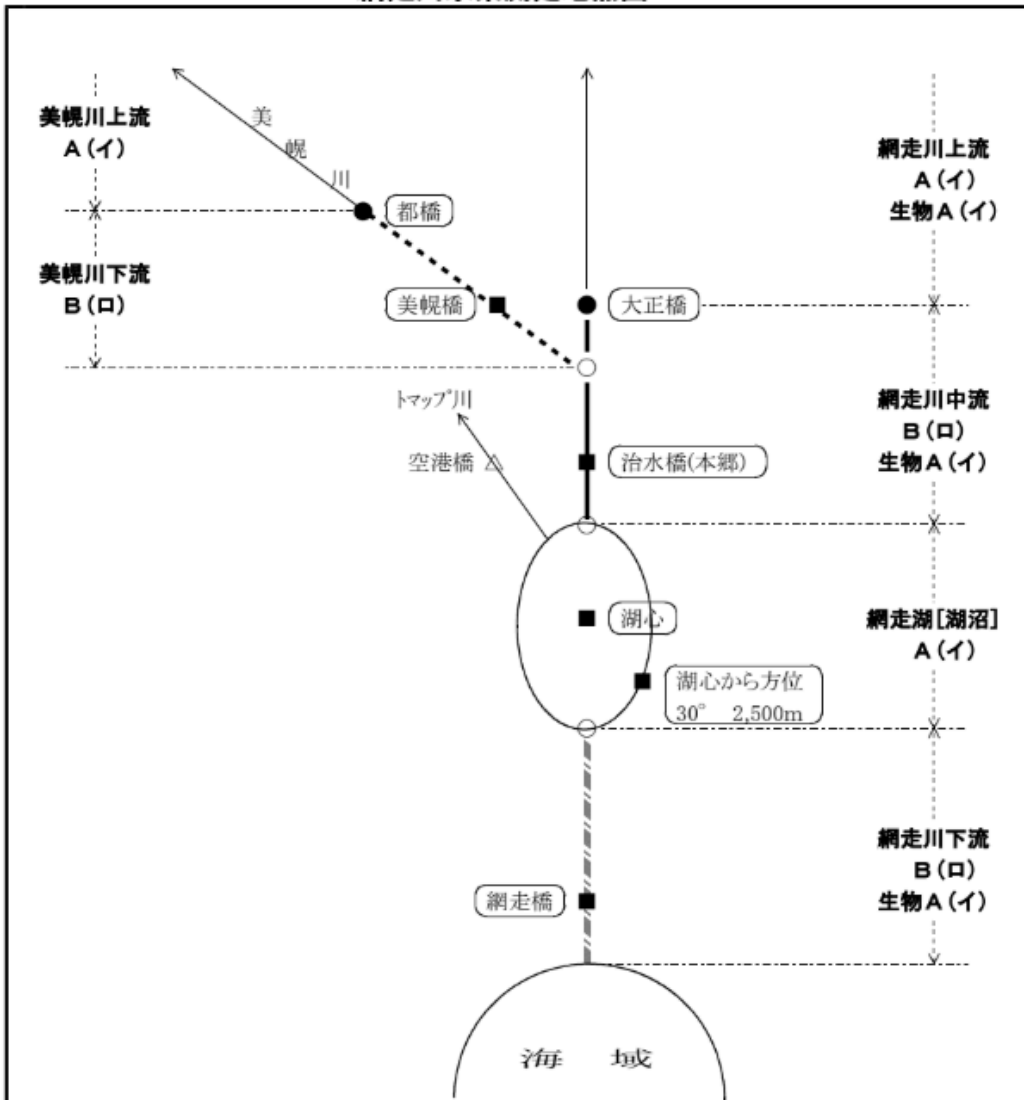 美幌川上流
A(イ)
美幌川
網走川上流
A(イ)
生物A(イ)
都橋
美幌川下流
B(ロ)
美幌橋
大正橋
トマップ川
網走川中流
B(ロ)
生物A(イ)
空港橋 △
治水橋(本郷)
湖心
網走湖[湖沼]
A(イ)
湖心から方位
30° 2,500m
網走川下流
B(ロ)
生物A(イ)
網走橋
海 域